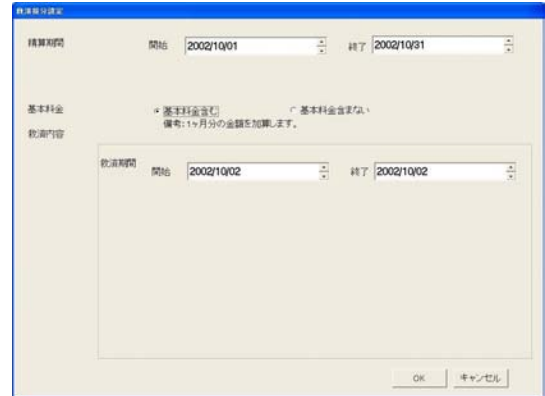 救済報分設定
積算期間 開始 2002/10/01 終了 2002/10/31
基本料金 基本料金含む 基本料金含まない
備考:1ヶ月分の金額を加算します。
救済内容
救済期間 開始 2002/10/02 終了 2002/10/02
OK キャンセル